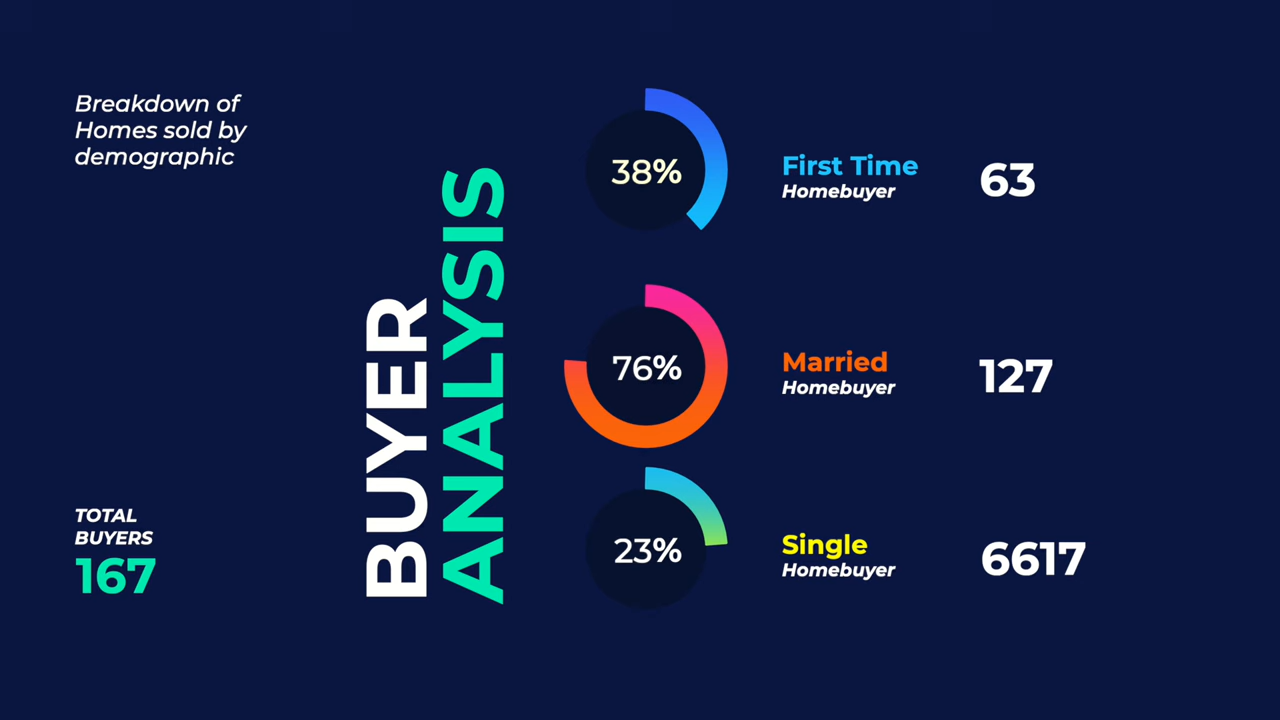 Breakdown of
Homes sold by
demographic
BUYER
ANALYSIS
TOTAL
BUYERS
167
38%
First Time
Homebuyer
63
76%
Married
Homebuyer
127
23%
Single
Homebuyer
6617